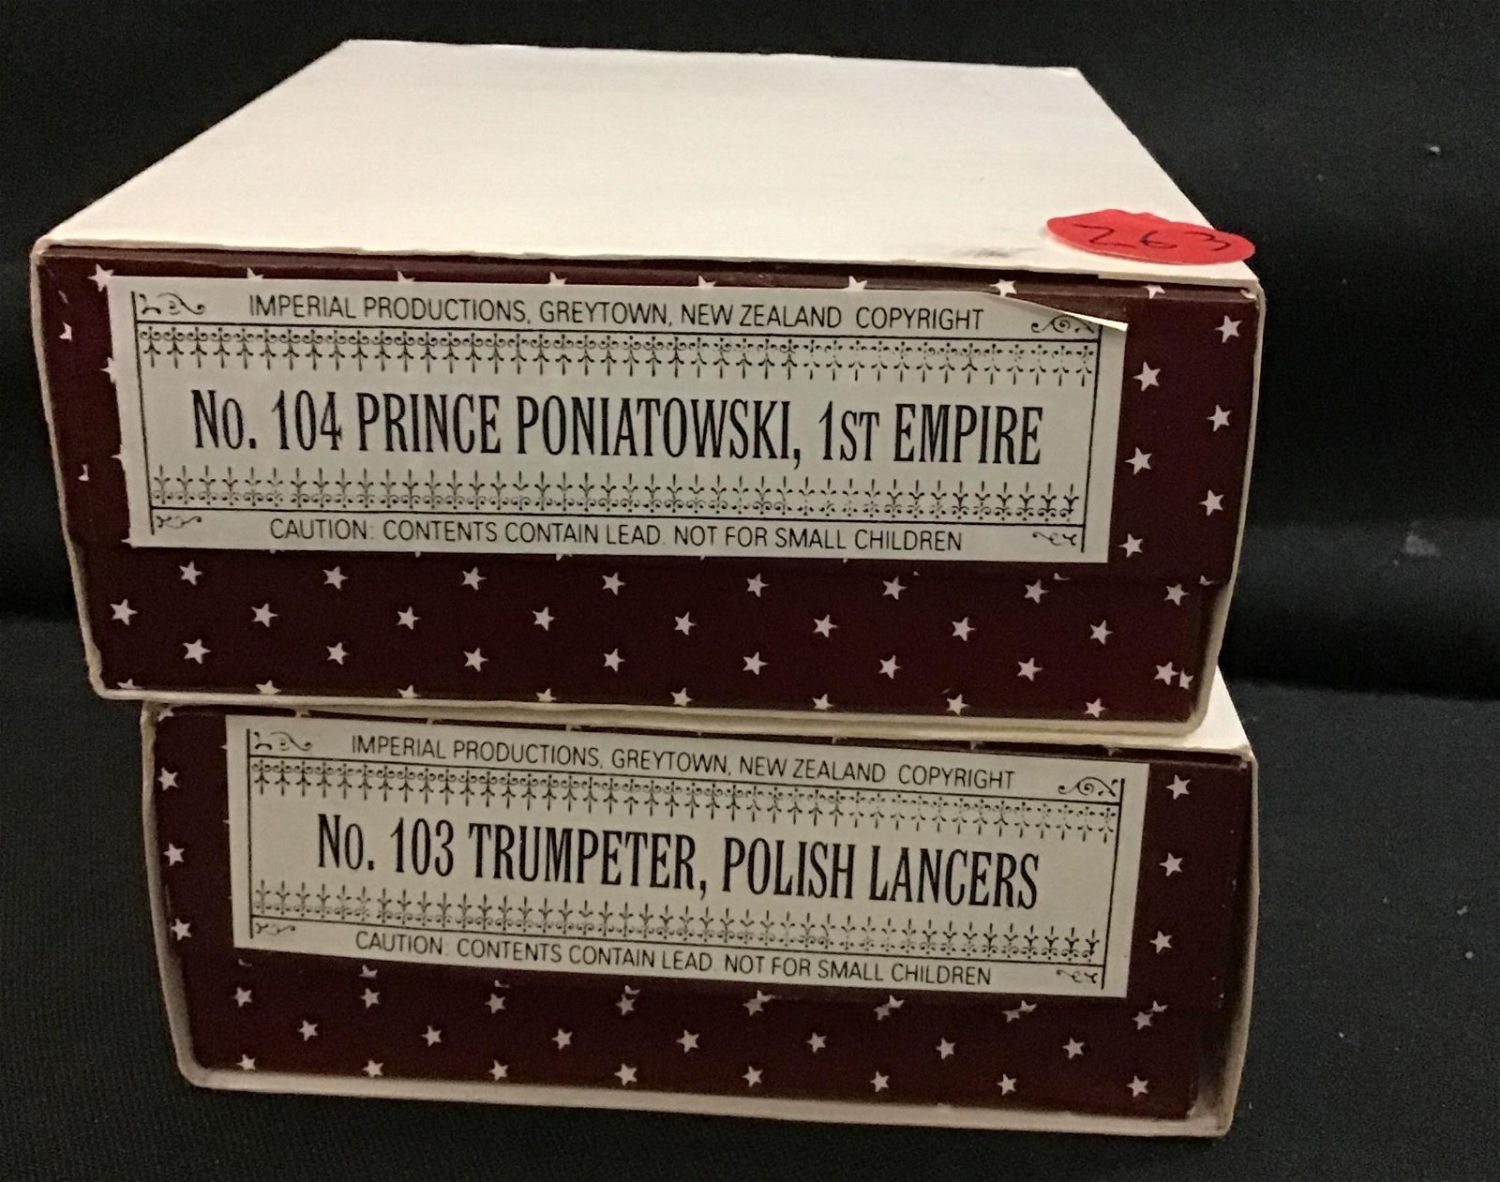 263
IMPERIAL PRODUCTIONS, GREYTOWN, NEW ZEALAND COPYRIGHT
No. 104 PRINCE PONIATOWSKI, 1ST EMPIRE
CAUTION: CONTENTS CONTAIN LEAD. NOT FOR SMALL CHILDREN
IMPERIAL PRODUCTIONS, GREYTOWN, NEW ZEALAND COPYRIGHT
No. 103 TRUMPETER, POLISH LANCERS
CAUTION: CONTENTS CONTAIN LEAD. NOT FOR SMALL CHILDREN